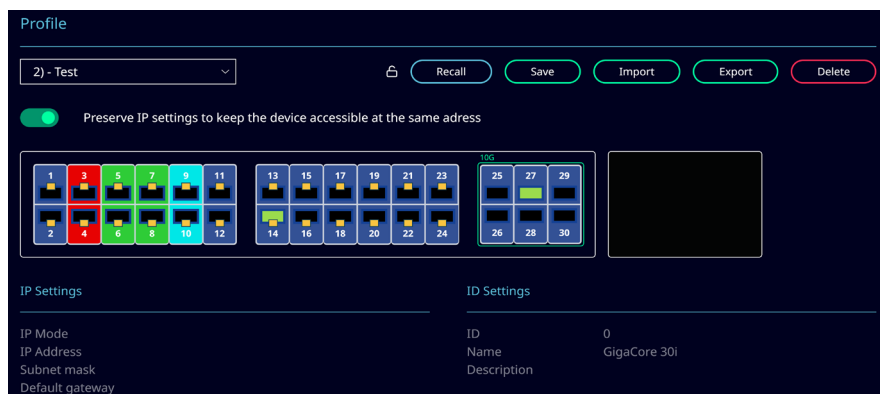 Profile
2) - Test
Recall
Save
Import
Export
Delete
Preserve IP settings to keep the device accessible at the same adress
10G
1 3 5 7 9 11 13 15 17 19 21 23 25 27 29
2 4 6 8 10 12 14 16 18 20 22 24 26 28 30
IP Settings
IP Mode
IP Address
Subnet mask
Default gateway
ID Settings
ID 0
Name GigaCore 30i
Description